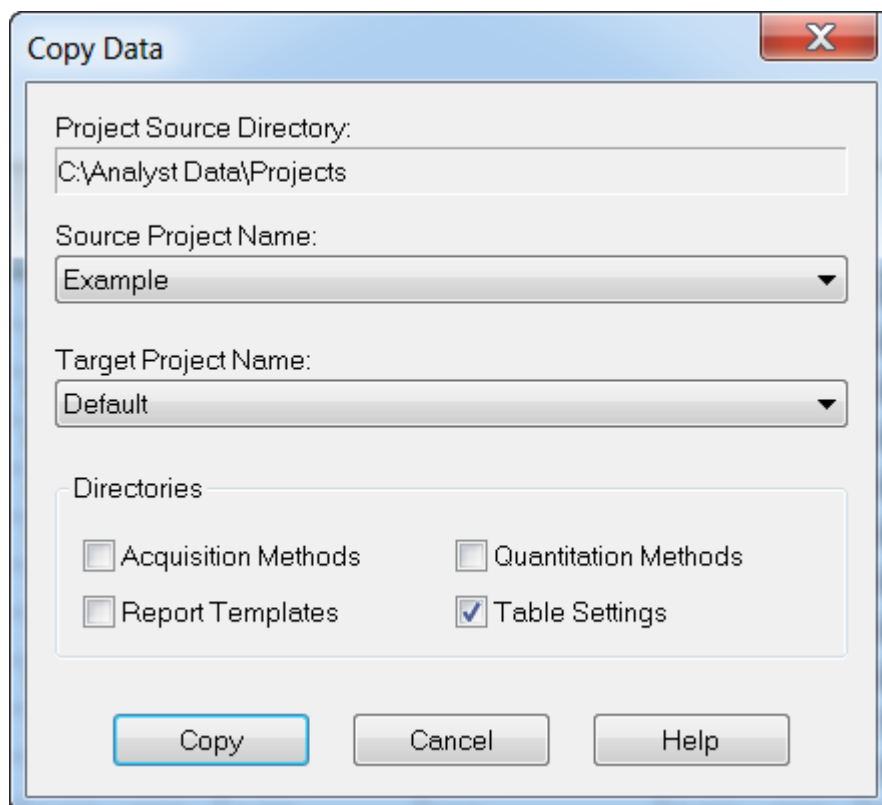 Copy Data
Project Source Directory:
C:\Analyst Data\Projects
Source Project Name:
Example
Target Project Name:
Default
Directories
Acquisition Methods
Quantitation Methods
Report Templates
Table Settings
Copy
Cancel
Help